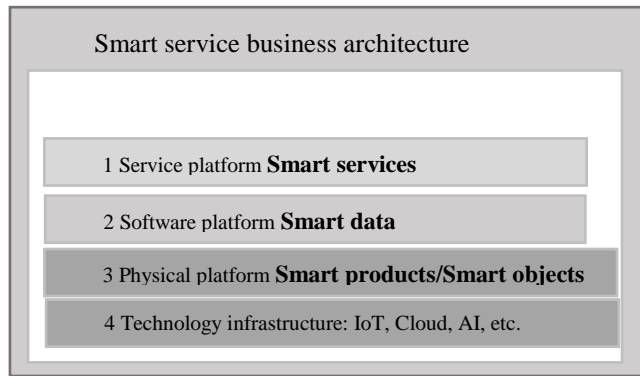 Smart service business architecture
1 Service platform Smart services
2 Software platform Smart data
3 Physical platform Smart products/Smart objects
4 Technology infrastructure: IoT, Cloud, AI, etc.